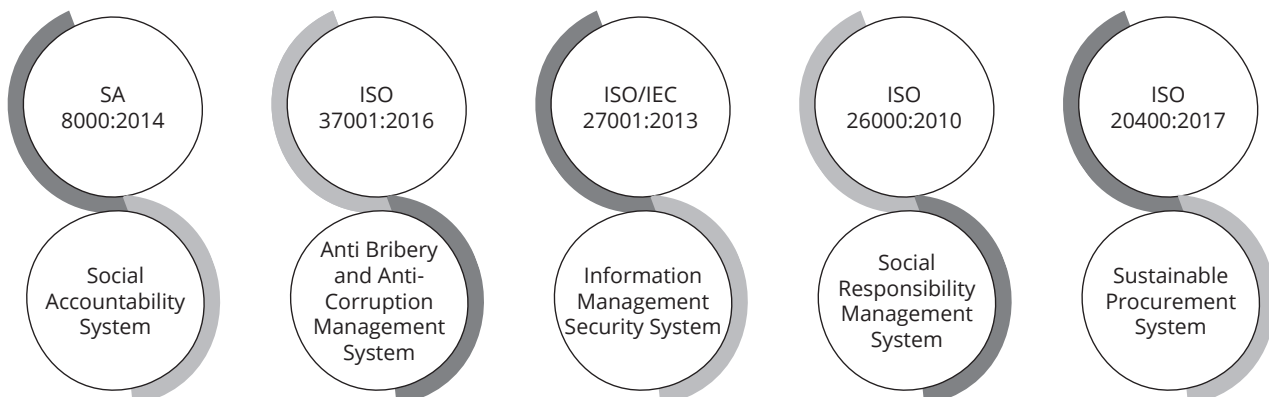 SA
8000:2014
ISO
37001:2016
ISO/IEC
27001:2013
ISO
26000:2010
ISO
20400:2017
Social
Accountability
System
Anti Bribery
and Anti-
Corruption
Management
System
Information
Management
Security System
Social
Responsibility
Management
System
Sustainable
Procurement
System